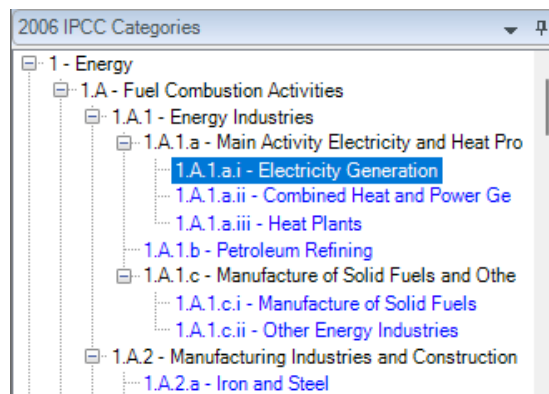 2006 IPCC Categories
1 - Energy
1.A - Fuel Combustion Activities
1.A.1 - Energy Industries
1.A.1.a - Main Activity Electricity and Heat Pro
1.A.1.a.i - Electricity Generation
1.A.1.a.ii - Combined Heat and Power Ge
1.A.1.a.iii - Heat Plants
1.A.1.b - Petroleum Refining
1.A.1.c - Manufacture of Solid Fuels and Othe
1.A.1.c.i - Manufacture of Solid Fuels
1.A.1.c.ii - Other Energy Industries
1.A.2 - Manufacturing Industries and Construction
1.A.2.a - Iron and Steel